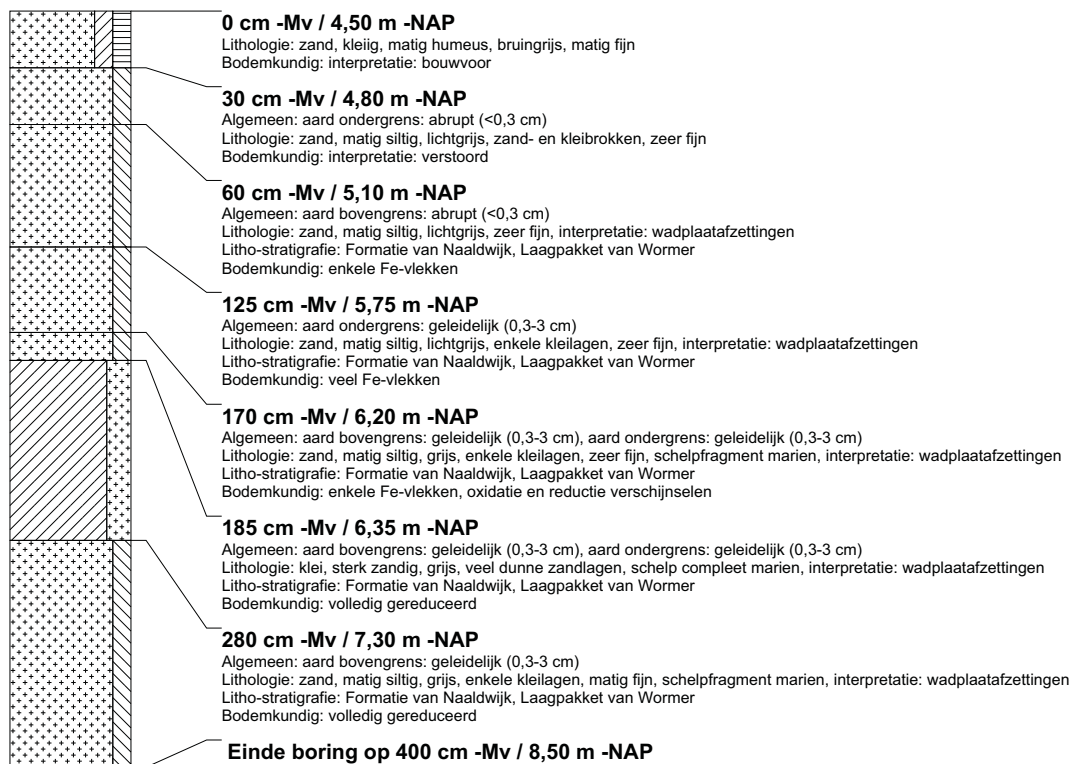 0 cm -Mv / 4,50 m -NAP
Lithologie: zand, kleiig, matig humeus, bruingrijs, matig fijn
Bodemkundig: interpretatie: bouwvoor
30 cm -Mv / 4,80 m -NAP
Algemeen: aard ondergrens: abrupt (<0,3 cm)
Lithologie: zand, matig siltig, lichtgrijs, zand- en kleibrokken, zeer fijn
Bodemkundig: interpretatie: verstoord
60 cm -Mv / 5,10 m -NAP
Algemeen: aard bovengrens: abrupt (<0,3 cm)
Lithologie: zand, matig siltig, lichtgrijs, zeer fijn, interpretatie: wadplaatafzettingen
Litho-stratigrafie: Formatie van Naaldwijk, Laagpakket van Wormer
Bodemkundig: enkele Fe-vlekken
125 cm -Mv / 5,75 m -NAP
Algemeen: aard ondergrens: geleidelijk (0,3-3 cm)
Lithologie: zand, matig siltig, lichtgrijs, enkele kleilagen, zeer fijn, interpretatie: wadplaatafzettingen
Litho-stratigrafie: Formatie van Naaldwijk, Laagpakket van Wormer
Bodemkundig: veel Fe-vlekken
170 cm -Mv / 6,20 m -NAP
Algemeen: aard bovengrens: geleidelijk (0,3-3 cm), aard ondergrens: geleidelijk (0,3-3 cm)
Lithologie: zand, matig siltig, grijs, enkele kleilagen, zeer fijn, schelpfragment marien, interpretatie: wadplaatafzettingen
Litho-stratigrafie: Formatie van Naaldwijk, Laagpakket van Wormer
Bodemkundig: enkele Fe-vlekken, oxidatie en reductie verschijnselen
185 cm -Mv / 6,35 m -NAP
Algemeen: aard bovengrens: geleidelijk (0,3-3 cm), aard ondergrens: geleidelijk (0,3-3 cm)
Lithologie: klei, sterk zandig, grijs, veel dunne zandlagen, schelp compleet marien, interpretatie: wadplaatafzettingen
Litho-stratigrafie: Formatie van Naaldwijk, Laagpakket van Wormer
Bodemkundig: volledig gereduceerd
280 cm -Mv / 7,30 m -NAP
Algemeen: aard bovengrens: geleidelijk (0,3-3 cm)
Lithologie: zand, matig siltig, grijs, enkele kleilagen, matig fijn, schelpfragment marien, interpretatie: wadplaatafzettingen
Litho-stratigrafie: Formatie van Naaldwijk, Laagpakket van Wormer
Bodemkundig: volledig gereduceerd
Einde boring op 400 cm -Mv / 8,50 m -NAP